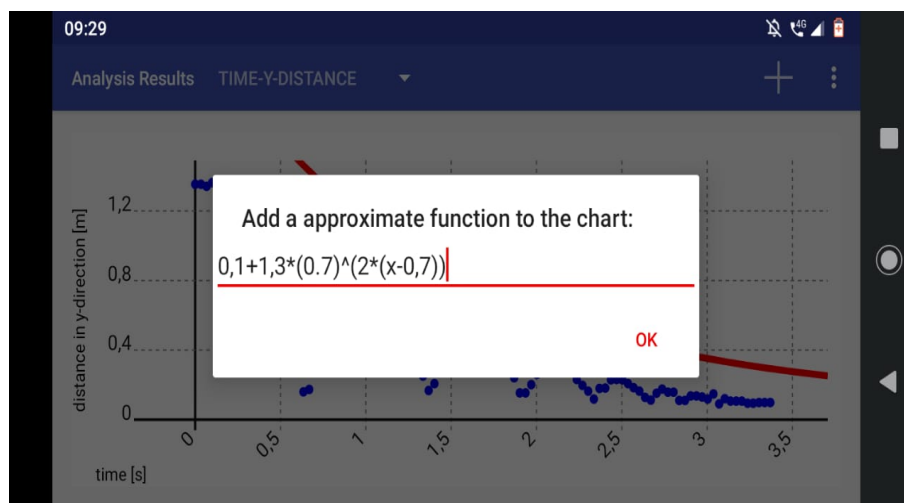 09:29
4G
Analysis Results TIME-Y-DISTANCE
Add a approximate function to the chart:
0,1+1,3*(0.7)^(2*(x-0,7))
OK
distance in y-direction [m]
1,2
0,8
0,4
0
0 0,5 1 1,5 2 2,5 3 3,5
time [s]